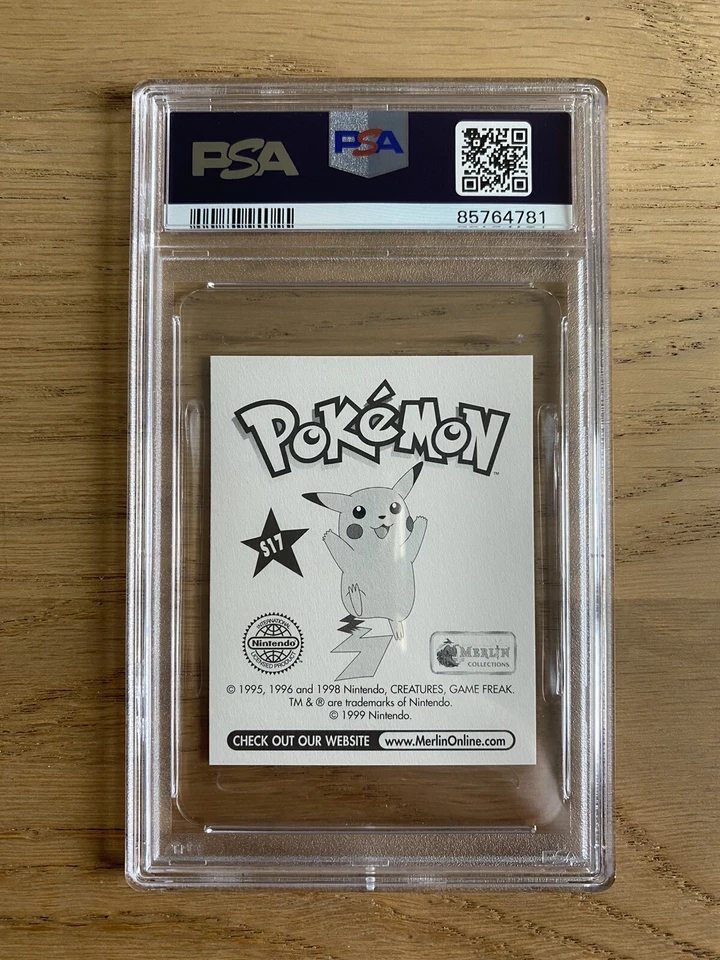 PSA
PSA
85764781
POKéMON
™
S17
INTERNATIONAL
Nintendo
LICENSED PRODUCT
MERLIN
COLLECTIONS
© 1995, 1996 and 1998 Nintendo, CREATURES, GAME FREAK.
TM & ® are trademarks of Nintendo.
© 1999 Nintendo.
CHECK OUT OUR WEBSITE www.MerlinOnline.com